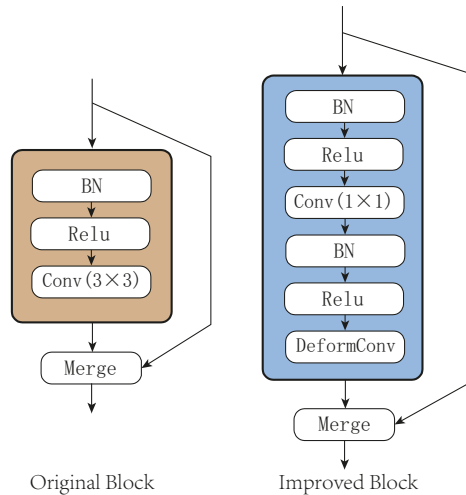 BN
Relu
Conv(3×3)
Merge
Original Block
BN
Relu
Conv(1×1)
BN
Relu
DeformConv
Merge
Improved Block